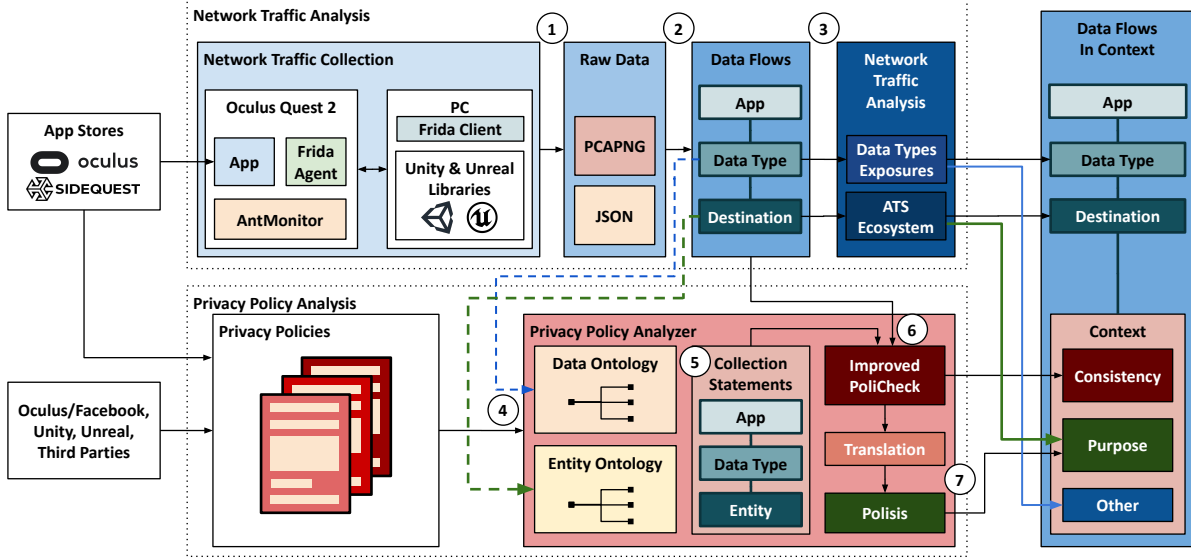 Network Traffic Analysis
1
2
3
Network Traffic Collection
Oculus Quest 2
App
Frida
Agent
AntMonitor
PC
Frida Client
Unity & Unreal
Libraries
Raw Data
PCAPNG
JSON
Data Flows
App
Data Type
Destination
Network
Traffic
Analysis
Data Types
Exposures
ATS
Ecosystem
Data Flows
In Context
App
Data Type
Destination
Context
Consistency
Purpose
Other
App Stores
oculus
SIDEQUEST
Oculus/Facebook,
Unity, Unreal,
Third Parties
Privacy Policy Analysis
Privacy Policies
4
Privacy Policy Analyzer
Data Ontology
Entity Ontology
5
Collection
Statements
App
Data Type
Entity
6
Improved
PoliCheck
Translation
Polisis
7